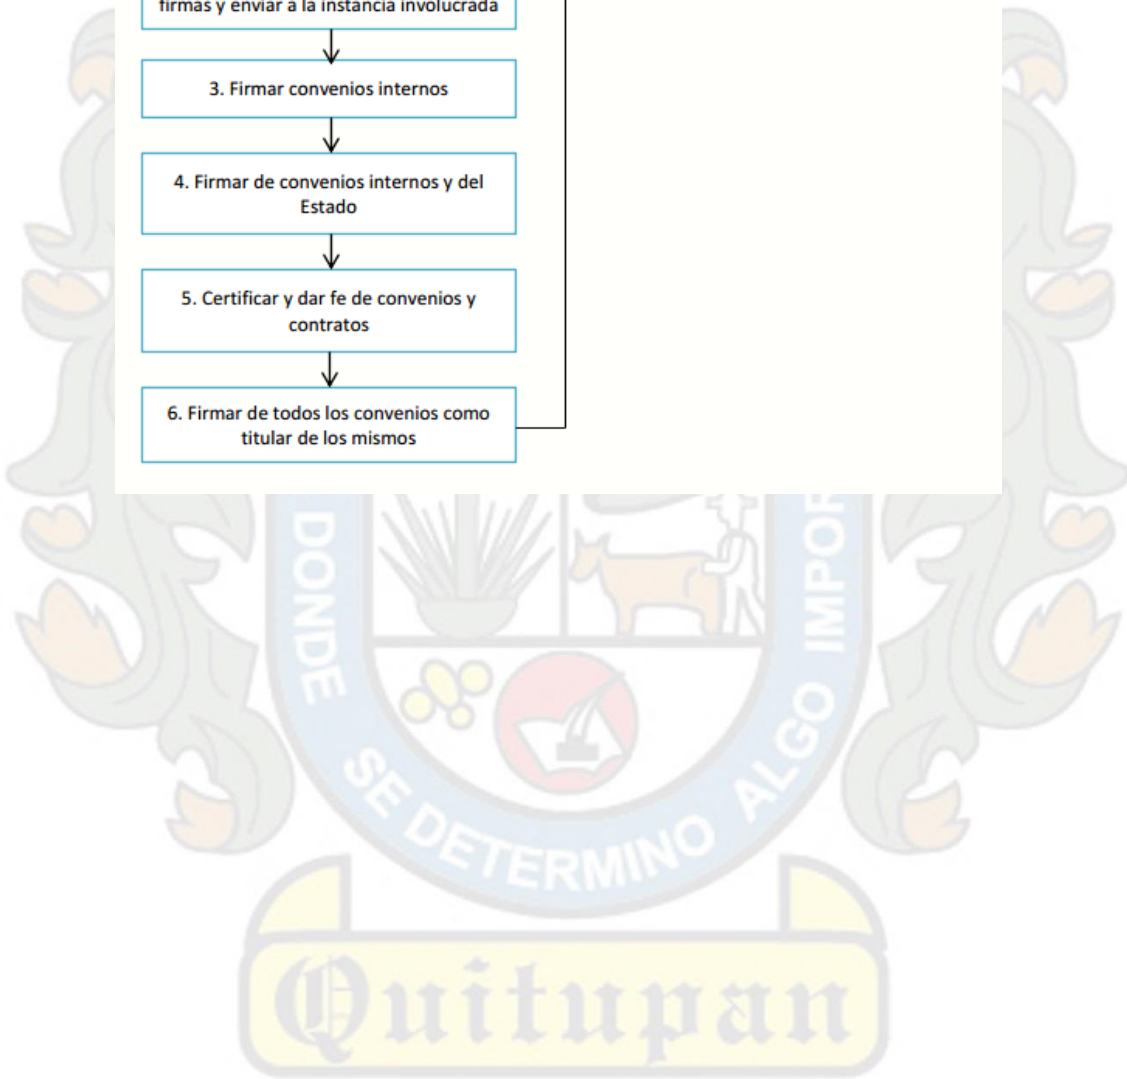 firmas y enviar a la instancia involucrada
3. Firmar convenios internos
4. Firmar de convenios internos y del
Estado
5. Certificar y dar fe de convenios y
contratos
6. Firmar de todos los convenios como
titular de los mismos
DONDE SE DETERMINO ALGO IMPOR
Quitupan